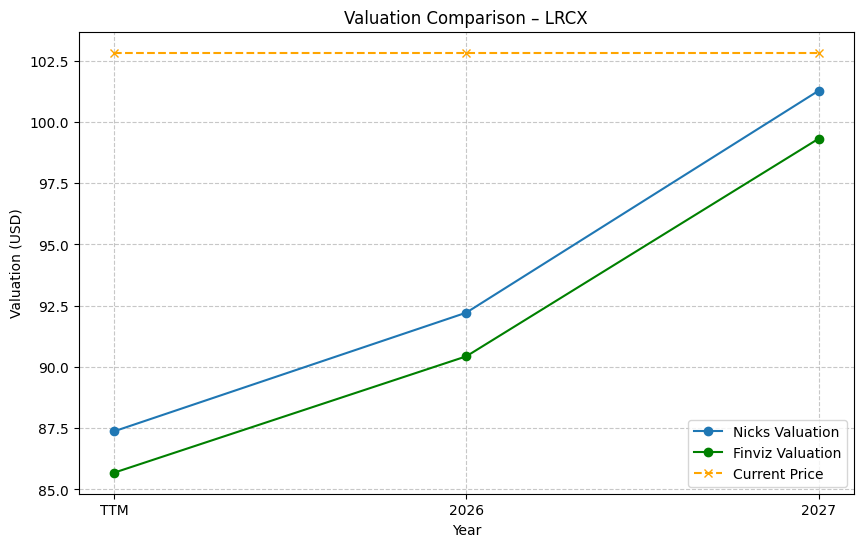 Valuation Comparison – LRCX
Valuation (USD)
102.5
100.0
97.5
95.0
92.5
90.0
87.5
85.0
TTM
2026
2027
Year
Nicks Valuation
Finviz Valuation
Current Price